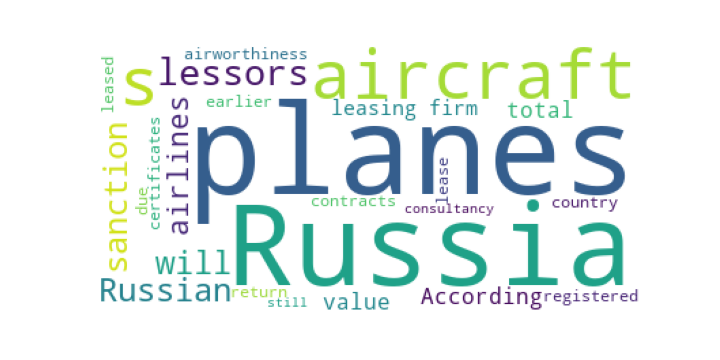 airworthiness
leased
s
lessors
aircraft
earlier
leasing firm
total
sanction
certificates
due
airlines
planes
lease
contracts
consultancy
country
Russia
will
Russian
return
still
value
According
registered